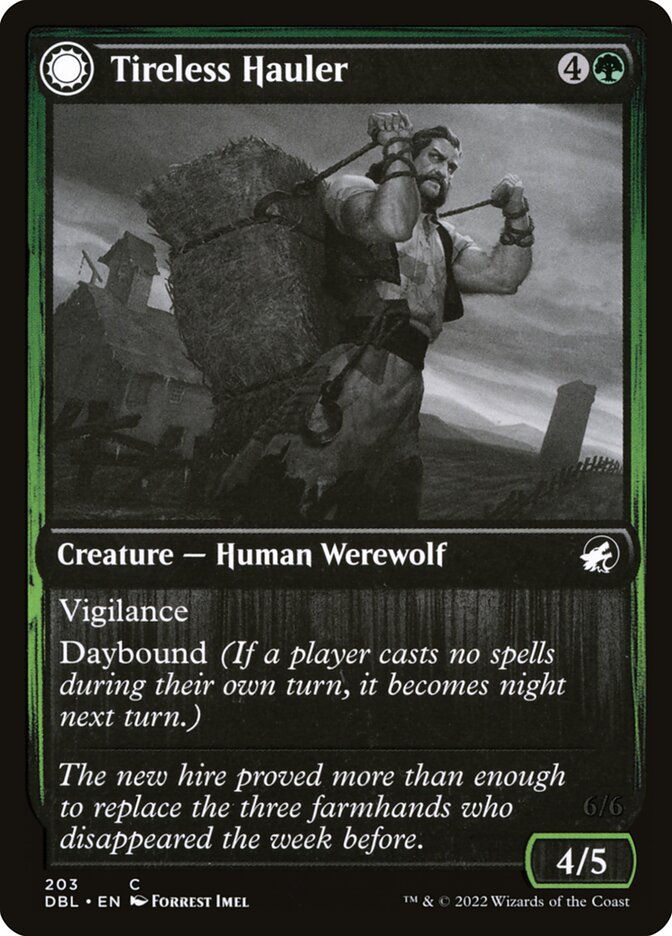 Tireless Hauler 4
Creature — Human Werewolf
Vigilance
Daybound (If a player casts no spells
during their own turn, it becomes night
next turn.)
The new hire proved more than enough
to replace the three farmhands who
disappeared the week before.
6/6
4/5
203 C
DBL • EN Forrest Imel ™ & © 2022 Wizards of the Coast